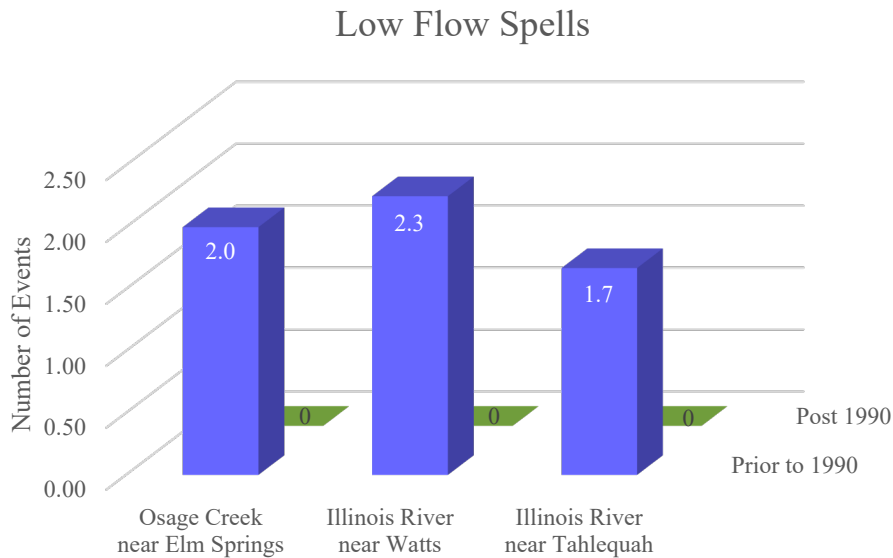 Low Flow Spells
Number of Events
2.50
2.00
1.50
1.00
0.50
0.00
2.0
2.3
1.7
0
0
0
Post 1990
Prior to 1990
Osage Creek
near Elm Springs
Illinois River
near Watts
Illinois River
near Tahlequah